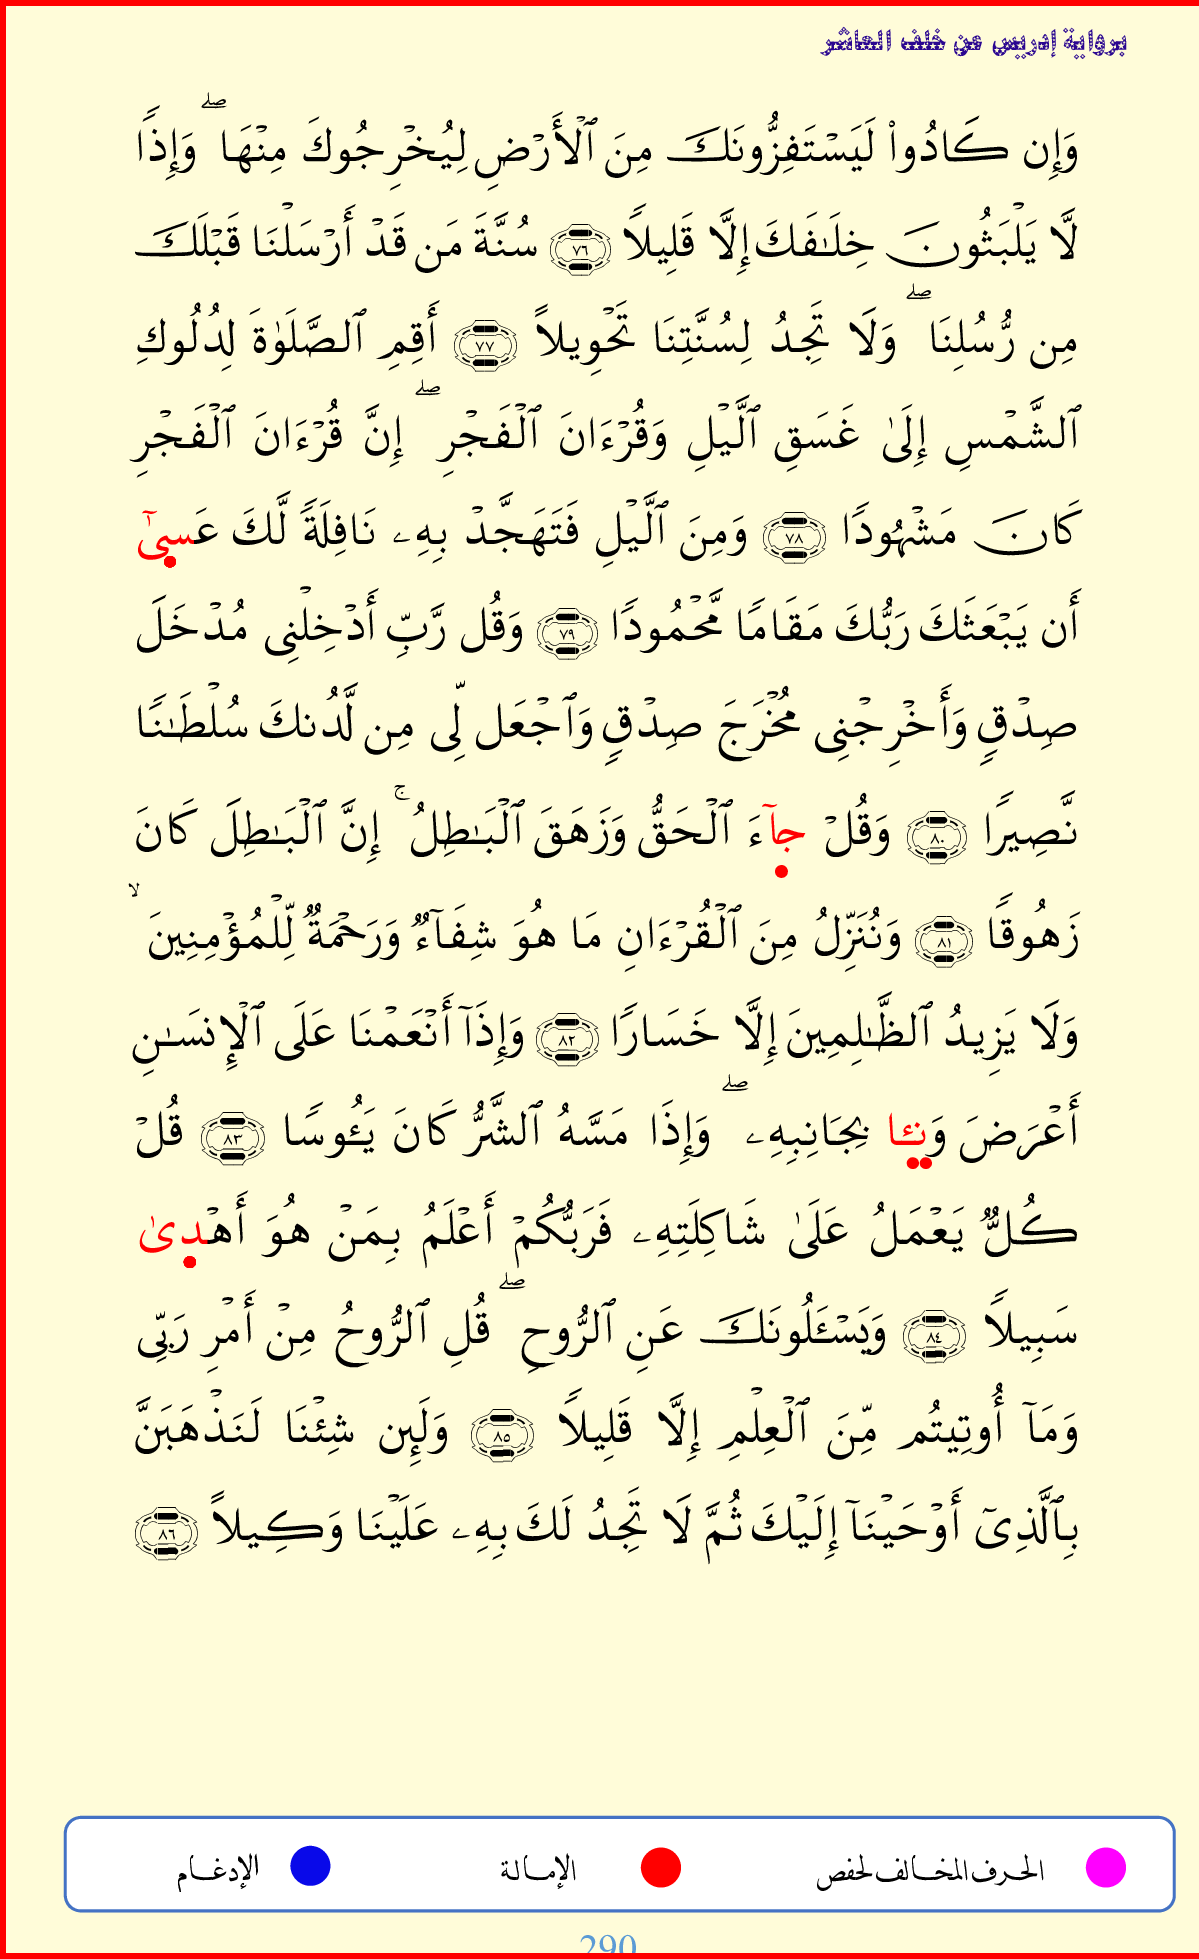 برواية إدريس عن خلف العاشر
وَإِن كَادُوا۟ لَيَسْتَفِزُّونَكَ مِنَ ٱلْأَرْضِ لِيُخْرِجُوكَ مِنْهَا ۖ وَإِذًا
لَّا يَلْبَثُونَ خِلَـٰفَكَ إِلَّا قَلِيلًا ٧٦ سُنَّةَ مَن قَدْ أَرْسَلْنَا قَبْلَكَ
مِن رُّسُلِنَا ۖ وَلَا تَجِدُ لِسُنَّتِنَا تَحْوِيلًا ٧٧ أَقِمِ ٱلصَّلَوٰةَ لِدُلُوكِ
ٱلشَّمْسِ إِلَىٰ غَسَقِ ٱلَّيْلِ وَقُرْءَانَ ٱلْفَجْرِ ۖ إِنَّ قُرْءَانَ ٱلْفَجْرِ
كَانَ مَشْهُودًا ٧٨ وَمِنَ ٱلَّيْلِ فَتَهَجَّدْ بِهِۦ نَافِلَةً لَّكَ عَسىٰٓ
أَن يَبْعَثَكَ رَبُّكَ مَقَامًا مَّحْمُودًا ٧٩ وَقُل رَّبِّ أَدْخِلْنِى مُدْخَلَ
صِدْقٍ وَأَخْرِجْنِى مُخْرَجَ صِدْقٍ وَٱجْعَل لِّى مِن لَّدُنكَ سُلْطَـٰنًا
نَّصِيرًا ٨٠ وَقُلْ جآءَ ٱلْحَقُّ وَزَهَقَ ٱلْبَـٰطِلُ ۚ إِنَّ ٱلْبَـٰطِلَ كَانَ
زَهُوقًا ٨١ وَنُنَزِّلُ مِنَ ٱلْقُرْءَانِ مَا هُوَ شِفَآءٌ وَرَحْمَةٌ لِّلْمُؤْمِنِينَ ۙ
وَلَا يَزِيدُ ٱلظَّـٰلِمِينَ إِلَّا خَسَارًا ٨٢ وَإِذَآ أَنْعَمْنَا عَلَى ٱلْإِنسَـٰنِ
أَعْرَضَ وَنـَٔا بِجَانِبِهِۦ ۖ وَإِذَا مَسَّهُ ٱلشَّرُّ كَانَ يَـُٔوسًا ٨٣ قُلْ
كُلٌّ يَعْمَلُ عَلَىٰ شَاكِلَتِهِۦ فَرَبُّكُمْ أَعْلَمُ بِمَنْ هُوَ أَهْدىٰ
سَبِيلًا ٨٤ وَيَسْـَٔلُونَكَ عَنِ ٱلرُّوحِ ۖ قُلِ ٱلرُّوحُ مِنْ أَمْرِ رَبِّى
وَمَآ أُوتِيتُم مِّنَ ٱلْعِلْمِ إِلَّا قَلِيلًا ٨٥ وَلَئِن شِئْنَا لَنَذْهَبَنَّ
بِٱلَّذِىٓ أَوْحَيْنَآ إِلَيْكَ ثُمَّ لَا تَجِدُ لَكَ بِهِۦ عَلَيْنَا وَكِيلًا ٨٦
الحرف المخالف لحفص الإمالة الإدغام
290